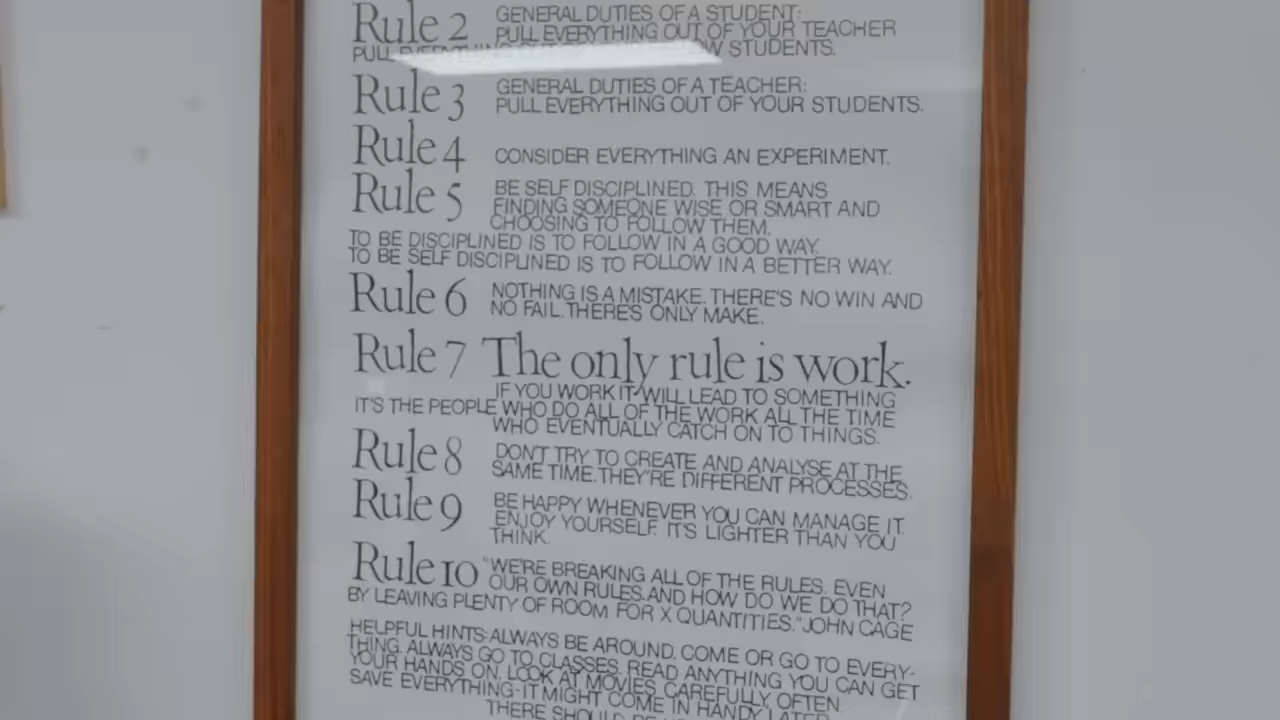 Rule 2 GENERAL DUTIES OF A STUDENT:
PULL EVERYTHING OUT OF YOUR TEACHER
PULL EVERYTHING OUT OF STUDENTS.
Rule 3 GENERAL DUTIES OF A TEACHER:
PULL EVERYTHING OUT OF YOUR STUDENTS.
Rule 4 CONSIDER EVERYTHING AN EXPERIMENT.
Rule 5 BE SELF DISCIPLINED. THIS MEANS
FINDING SOMEONE WISE OR SMART AND
CHOOSING TO FOLLOW THEM.
TO BE DISCIPLINED IS TO FOLLOW IN A GOOD WAY.
TO BE SELF DISCIPLINED IS TO FOLLOW IN A BETTER WAY.
Rule 6 NOTHING IS A MISTAKE. THERE'S NO WIN AND
NO FAIL. THERE'S ONLY MAKE.
Rule 7 The only rule is work.
IF YOU WORK IT WILL LEAD TO SOMETHING
IT'S THE PEOPLE WHO DO ALL OF THE WORK ALL THE TIME
WHO EVENTUALLY CATCH ON TO THINGS.
Rule 8 DON'T TRY TO CREATE AND ANALYSE AT THE
SAME TIME. THEY'RE DIFFERENT PROCESSES.
Rule 9 BE HAPPY WHENEVER YOU CAN MANAGE IT.
ENJOY YOURSELF. IT'S LIGHTER THAN YOU
THINK.
Rule 10 "WE'RE BREAKING ALL OF THE RULES. EVEN
OUR OWN RULES. AND HOW DO WE DO THAT?
BY LEAVING PLENTY OF ROOM FOR X QUANTITIES." JOHN CAGE
HELPFUL HINTS: ALWAYS BE AROUND. COME OR GO TO EVERY-
THING. ALWAYS GO TO CLASSES. READ ANYTHING YOU CAN GET
YOUR HANDS ON. LOOK AT MOVIES CAREFULLY, OFTEN
SAVE EVERYTHING-IT MIGHT COME IN HANDY LATER
THERE SHOULD BE